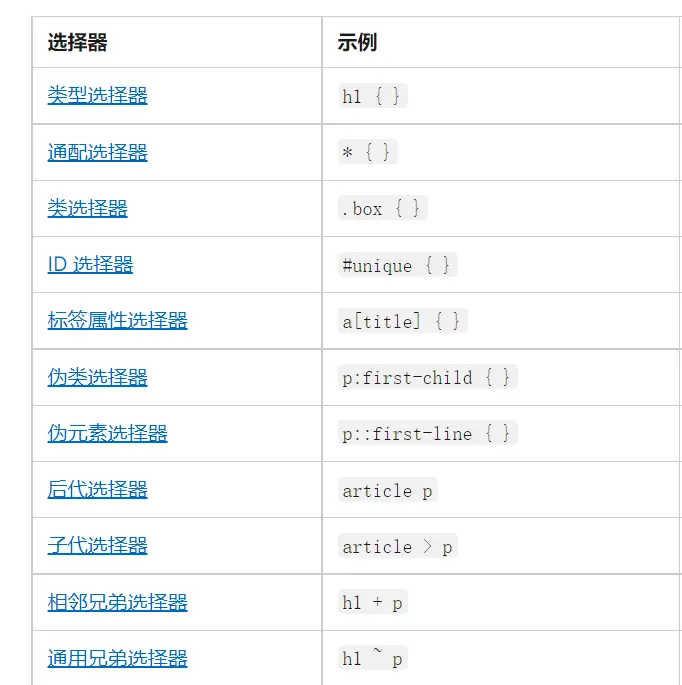 选择器 示例
类型选择器 h1 { }
通配选择器 * { }
类选择器 .box { }
ID 选择器 #unique { }
标签属性选择器 a[title] { }
伪类选择器 p:first-child { }
伪元素选择器 p::first-line { }
后代选择器 article p
子代选择器 article > p
相邻兄弟选择器 h1 + p
通用兄弟选择器 h1 ~ p